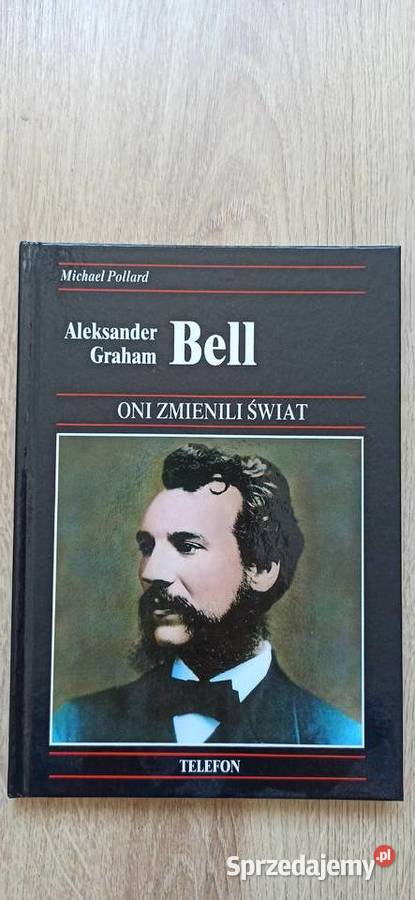 Michael Pollard
Aleksander
Graham
Bell
ONI ZMIENILI ŚWIAT
TELEFON
Sprzedajemy.pl